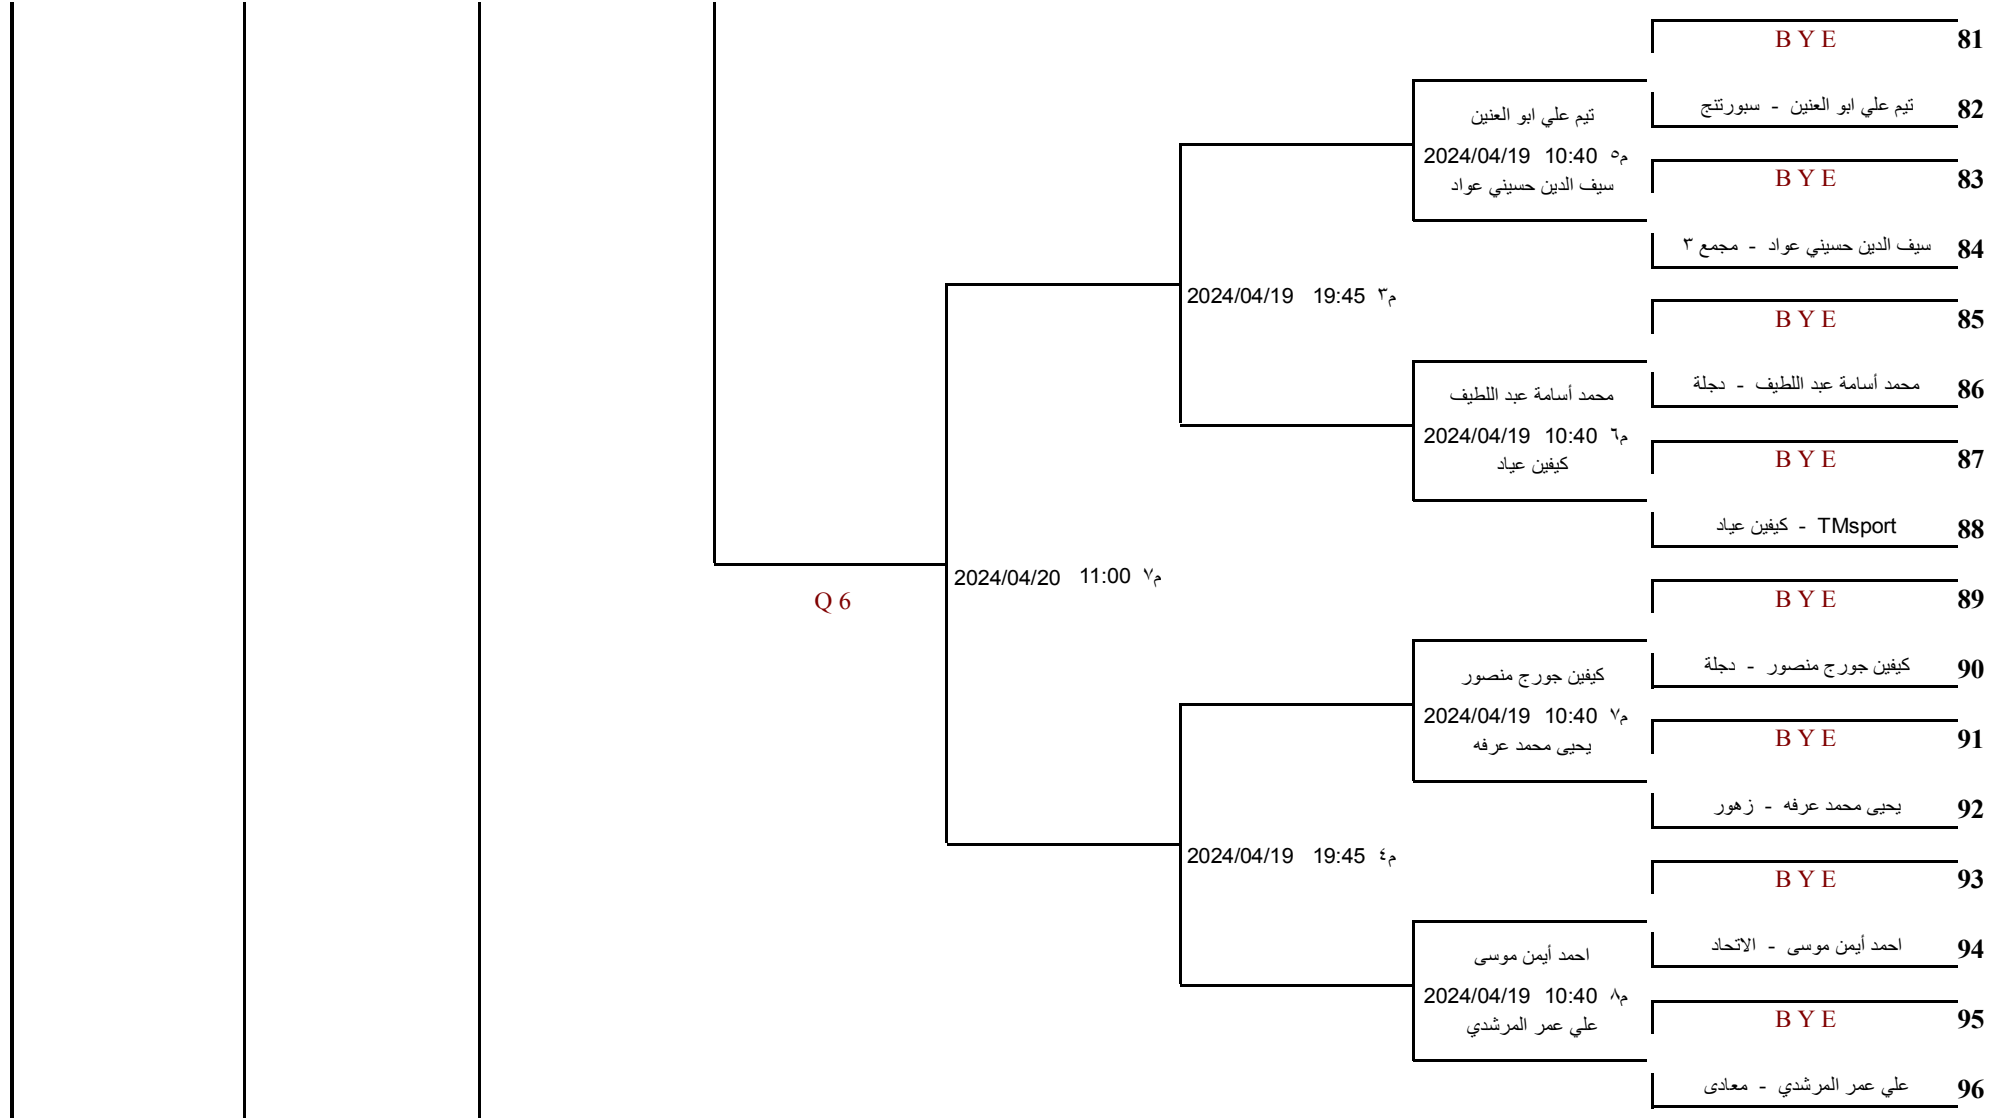 B Y E 81
تيم علي ابو العنين - سبورتنج 82
تيم علي ابو العنين
2024/04/19 10:40 م٥
سيف الدين حسيني عواد
B Y E 83
سيف الدين حسيني عواد - مجمع ٣ 84
2024/04/19 19:45 م٣
B Y E 85
محمد أسامة عبد اللطيف - دجلة 86
محمد أسامة عبد اللطيف
2024/04/19 10:40 م٦
كيفين عياد
B Y E 87
كيفين عياد - TMsport 88
2024/04/20 11:00 م٧
Q 6
B Y E 89
كيفين جورج منصور - دجلة 90
كيفين جورج منصور
2024/04/19 10:40 م٧
يحيى محمد عرفه
B Y E 91
يحيى محمد عرفه - زهور 92
2024/04/19 19:45 م٤
B Y E 93
احمد أيمن موسى - الاتحاد 94
احمد أيمن موسى
2024/04/19 10:40 م٨
علي عمر المرشدي
B Y E 95
علي عمر المرشدي - معادى 96